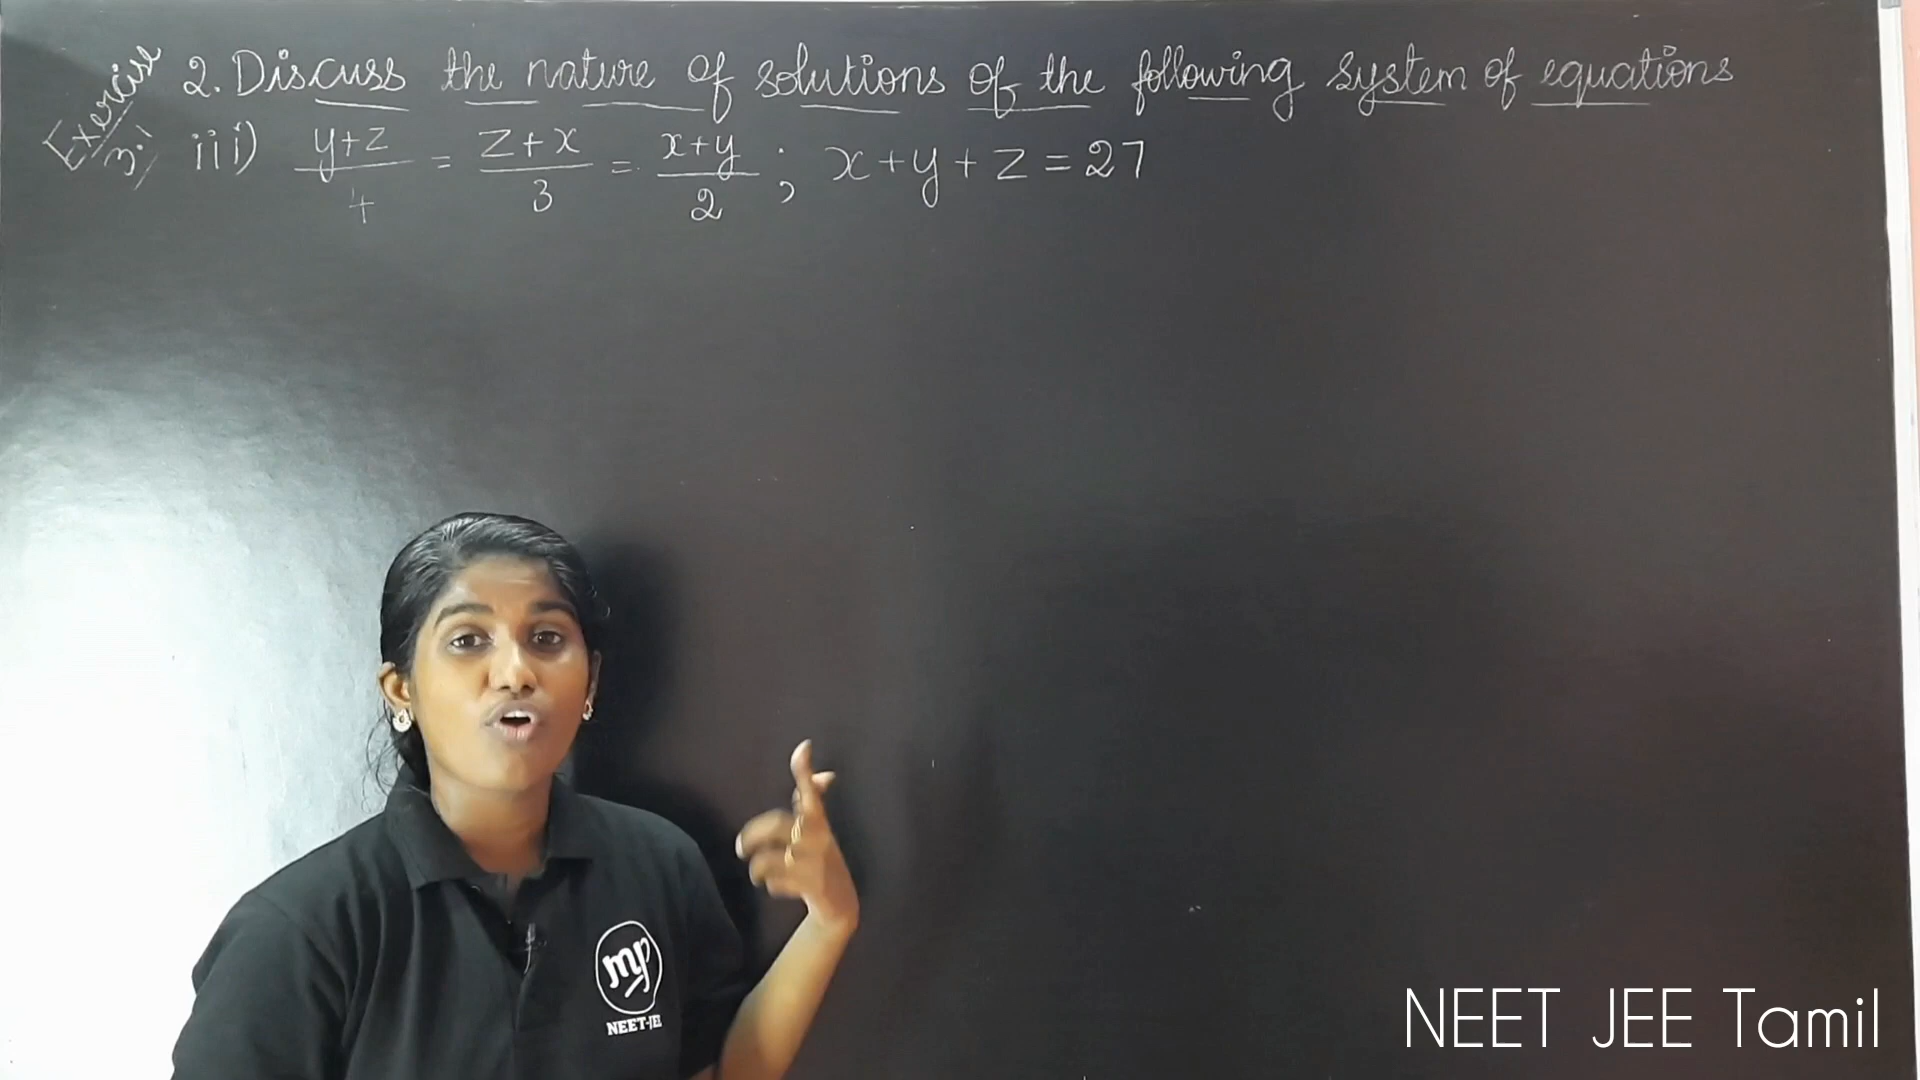 Exercise 3.1
2. Discuss the nature of solutions of the following system of equations
iii) y+z/4 = z+x/3 = x+y/2 ; x+y+z=27
mp
NEET-JEE
NEET JEE Tamil